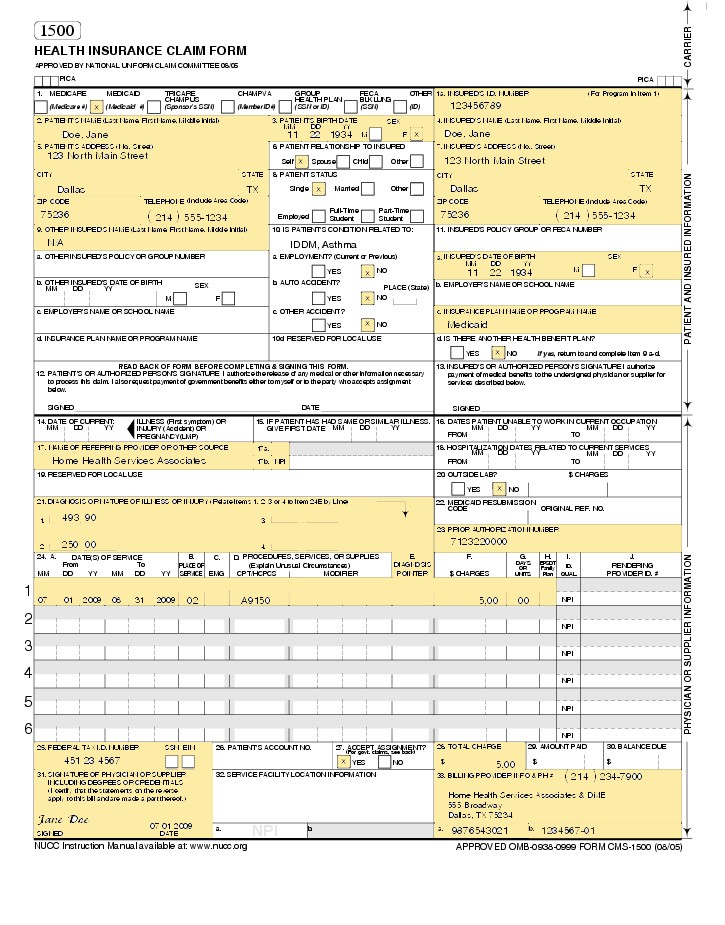 1500
HEALTH INSURANCE CLAIM FORM
APPROVED BY NATIONAL UNIFORM CLAIM COMMITTEE 08/05
PICA PICA
CARRIER
1. MEDICARE MEDICAID TRICARE CHAMPUS CHAMPVA GROUP HEALTH PLAN FECA BLK LUNG OTHER
(Medicare #) X (Medicaid #) (Sponsor's SSN) (Member ID#) (SSN or ID) (SSN) (ID)
1a. INSURED'S I.D. NUMBER (For Program in Item 1)
123456789
2. PATIENT'S NAME (Last Name, First Name, Middle Initial)
Doe, Jane
3. PATIENT'S BIRTH DATE SEX
MM DD YY
11 22 1934 M F X
4. INSURED'S NAME (Last Name, First Name, Middle Initial)
Doe, Jane
5. PATIENT'S ADDRESS (No., Street)
123 North Main Street
6. PATIENT RELATIONSHIP TO INSURED
Self X Spouse Child Other
7. INSURED'S ADDRESS (No., Street)
123 North Main Street
CITY STATE
Dallas TX
8. PATIENT STATUS
Single X Married Other
CITY STATE
Dallas TX
ZIP CODE TELEPHONE (Include Area Code)
75236 (214) 555-1234
Employed Full-Time Student Part-Time Student
ZIP CODE TELEPHONE (Include Area Code)
75236 (214) 555-1234
9. OTHER INSURED'S NAME (Last Name, First Name, Middle Initial)
N/A
10. IS PATIENT'S CONDITION RELATED TO:
IDDM, Asthma
11. INSURED'S POLICY GROUP OR FECA NUMBER
a. OTHER INSURED'S POLICY OR GROUP NUMBER
a. EMPLOYMENT? (Current or Previous)
YES X NO
a. INSURED'S DATE OF BIRTH SEX
MM DD YY
11 22 1934 M F X
b. OTHER INSURED'S DATE OF BIRTH SEX
MM DD YY
M F
b. AUTO ACCIDENT? PLACE (State)
YES X NO
b. EMPLOYER'S NAME OR SCHOOL NAME
c. EMPLOYER'S NAME OR SCHOOL NAME
c. OTHER ACCIDENT?
YES X NO
c. INSURANCE PLAN NAME OR PROGRAM NAME
Medicaid
d. INSURANCE PLAN NAME OR PROGRAM NAME
10d. RESERVED FOR LOCAL USE
d. IS THERE ANOTHER HEALTH BENEFIT PLAN?
YES X NO If yes, return to and complete item 9 a-d.
READ BACK OF FORM BEFORE COMPLETING & SIGNING THIS FORM.
12. PATIENT'S OR AUTHORIZED PERSON'S SIGNATURE I authorize the release of any medical or other information necessary
to process this claim. I also request payment of government benefits either to myself or to the party who accepts assignment
below.
SIGNED DATE
13. INSURED'S OR AUTHORIZED PERSON'S SIGNATURE I authorize
payment of medical benefits to the undersigned physician or supplier for
services described below.
SIGNED
PATIENT AND INSURED INFORMATION
14. DATE OF CURRENT:
MM DD YY
ILLNESS (First symptom) OR
INJURY (Accident) OR
PREGNANCY(LMP)
15. IF PATIENT HAS HAD SAME OR SIMILAR ILLNESS.
GIVE FIRST DATE MM DD YY
16. DATES PATIENT UNABLE TO WORK IN CURRENT OCCUPATION
MM DD YY MM DD YY
FROM TO
17. NAME OF REFERRING PROVIDER OR OTHER SOURCE
Home Health Services Associates
17a.
17b. NPI
18. HOSPITALIZATION DATES RELATED TO CURRENT SERVICES
MM DD YY MM DD YY
FROM TO
19. RESERVED FOR LOCAL USE
20. OUTSIDE LAB? $ CHARGES
YES X NO
21. DIAGNOSIS OR NATURE OF ILLNESS OR INJURY (Relate Items 1, 2, 3 or 4 to Item 24E by Line)
1. 493 90 3.
2. 250 00 4.
22. MEDICAID RESUBMISSION
CODE ORIGINAL REF. NO.
23. PRIOR AUTHORIZATION NUMBER
7123220000
24. A. DATE(S) OF SERVICE B. C. D. PROCEDURES, SERVICES, OR SUPPLIES E. F. G. H. I. J.
From To PLACE OF (Explain Unusual Circumstances) DIAGNOSIS DAYS OR EPSDT Family ID. RENDERING
MM DD YY MM DD YY SERVICE EMG CPT/HCPCS MODIFIER POINTER $ CHARGES UNITS Plan QUAL. PROVIDER ID. #
1
07 01 2009 08 31 2009 02 A9150 5.00 00 NPI
2
NPI
3
NPI
4
NPI
5
NPI
6
NPI
25. FEDERAL TAX I.D. NUMBER SSN EIN
451 23 4567
26. PATIENT'S ACCOUNT NO.
27. ACCEPT ASSIGNMENT?
(For govt. claims, see back)
X YES NO
28. TOTAL CHARGE
$ 5.00
29. AMOUNT PAID
$
30. BALANCE DUE
$
31. SIGNATURE OF PHYSICIAN OR SUPPLIER
INCLUDING DEGREES OR CREDENTIALS
(I certify that the statements on the reverse
apply to this bill and are made a part thereof.)
Jane Doe 07 01 2009
SIGNED DATE
32. SERVICE FACILITY LOCATION INFORMATION
a. NPI b.
33. BILLING PROVIDER INFO & PH # (214) 234-7900
Home Health Services Associates & DME
555 Broadway
Dallas, TX 75234
a. 9876543021 b. 1234567-01
PHYSICIAN OR SUPPLIER INFORMATION
NUCC Instruction Manual available at: www.nucc.org
APPROVED OMB-0938-0999 FORM CMS-1500 (08/05)